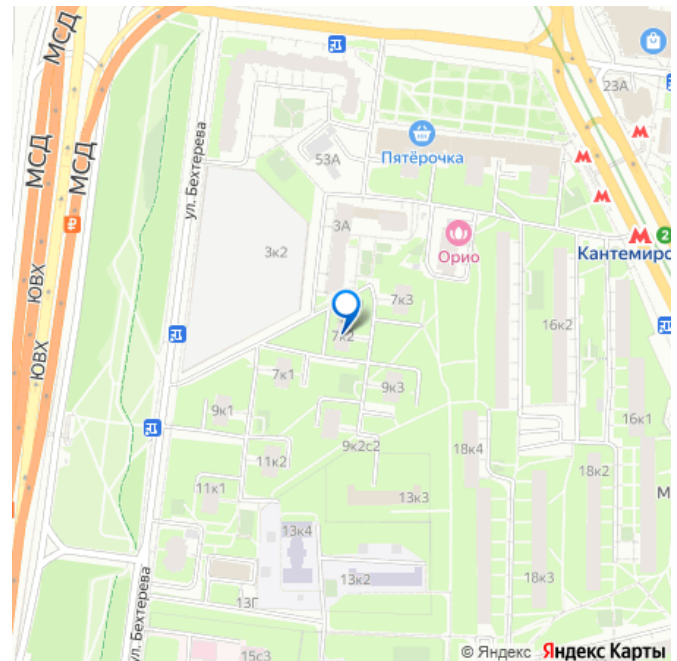 МСД
МСД
МСД
ЮВХ
ЮВХ
ул. Бехтерева
53А
Пятёрочка
23А
3А
3к2
Орио
2
Кантемиро
7к3
7к2
16к2
7к1
9к3
9к1
16к1
9к2с2
18к4
11к2
18к2
11к1
13к3
М
13к4
13к2
18к3
13Г
ул. Бехтерева
15с3
© Яндекс Яндекс Карты